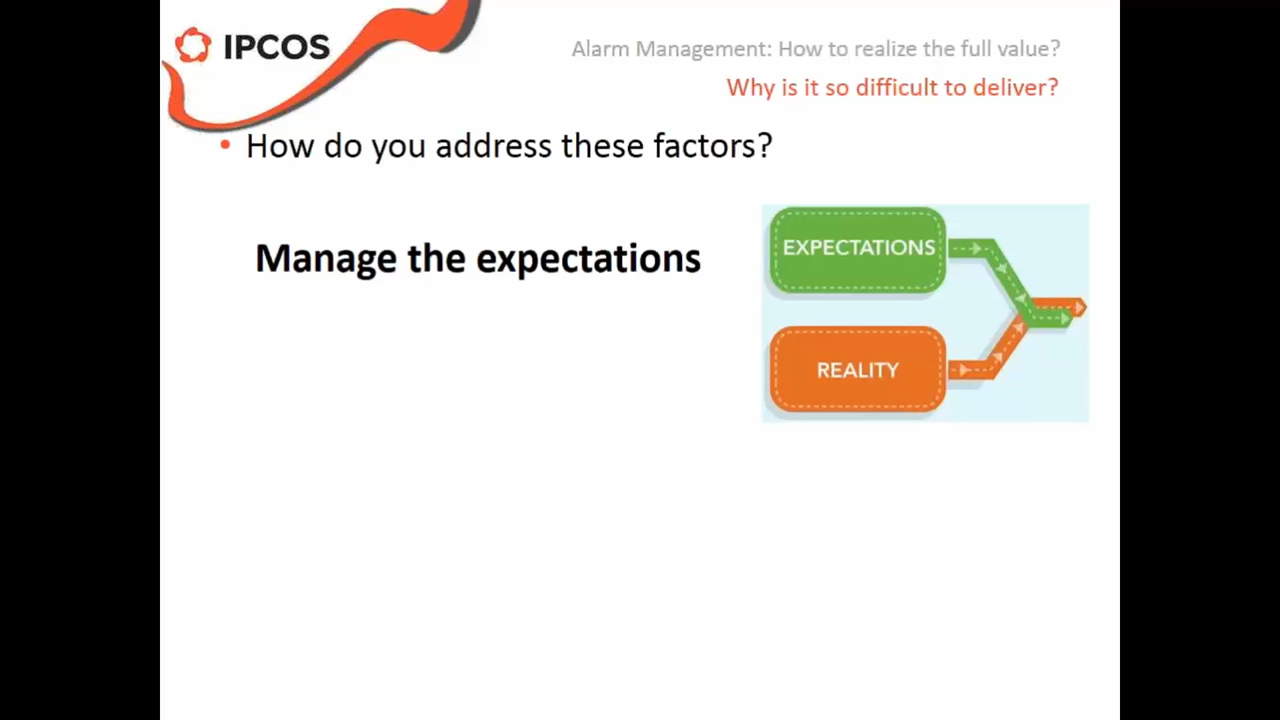 IPCOS
Alarm Management: How to realize the full value?
Why is it so difficult to deliver?
• How do you address these factors?
Manage the expectations
EXPECTATIONS
REALITY